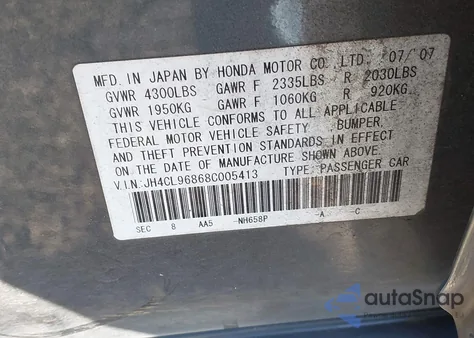 MFD. IN JAPAN BY HONDA MOTOR CO. LTD. 07/'07
GVWR 4300LBS GAWR F 2335LBS R 2030LBS
GVWR 1950KG GAWR F 1060KG R 920KG
THIS VEHICLE CONFORMS TO ALL APPLICABLE
FEDERAL MOTOR VEHICLE SAFETY, BUMPER,
AND THEFT PREVENTION STANDARDS IN EFFECT
ON THE DATE OF MANUFACTURE SHOWN ABOVE.
V.I.N.: JH4CL96868C005413 TYPE: PASSENGER CAR
SEC B AA5 -NH658P -A -C
autoSnap